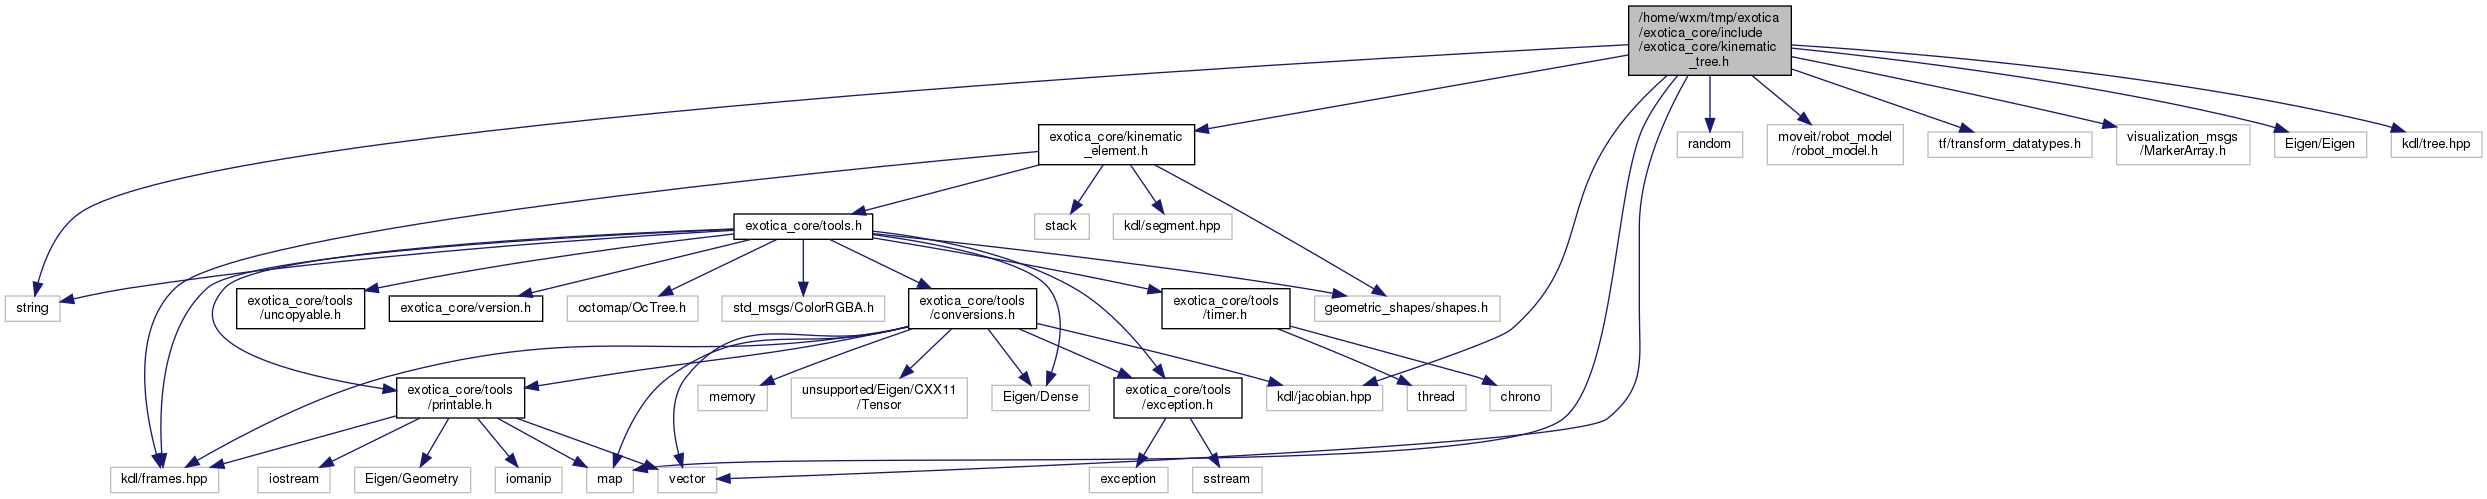 /home/wxm/tmp/exotica
/exotica_core/include
/exotica_core/kinematic
_tree.h
exotica_core/kinematic
_element.h
random
moveit/robot_model
/robot_model.h
tf/transform_datatypes.h
visualization_msgs
/MarkerArray.h
Eigen/Eigen
kdl/tree.hpp
exotica_core/tools.h
stack
kdl/segment.hpp
string
exotica_core/tools
/uncopyable.h
exotica_core/version.h
octomap/OcTree.h
std_msgs/ColorRGBA.h
exotica_core/tools
/conversions.h
exotica_core/tools
/timer.h
geometric_shapes/shapes.h
exotica_core/tools
/printable.h
memory
unsupported/Eigen/CXX11
/Tensor
Eigen/Dense
exotica_core/tools
/exception.h
kdl/jacobian.hpp
thread
chrono
kdl/frames.hpp
iostream
Eigen/Geometry
iomanip
map
vector
exception
sstream